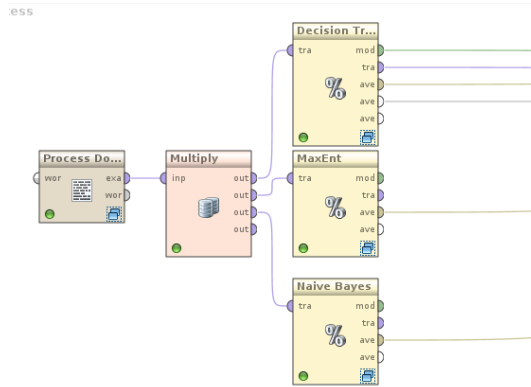 ess
Decision Tr...
tra mod
tra
ave
ave
ave
Process Do...
wor exa
wor
Multiply
inp out
out
out
out
MaxEnt
tra mod
tra
ave
ave
Naive Bayes
tra mod
tra
ave
ave